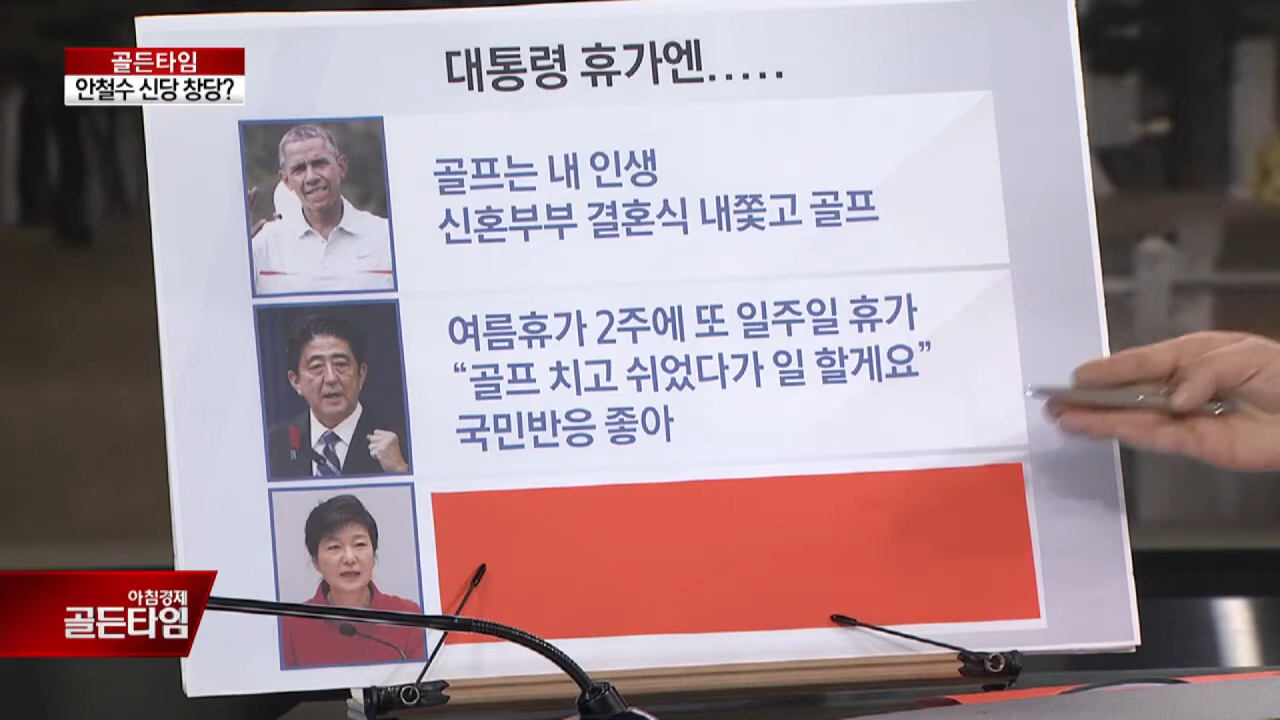 골든타임
안철수 신당 창당?
대통령 휴가엔.....
골프는 내 인생
신혼부부 결혼식 내쫓고 골프
여름휴가 2주에 또 일주일 휴가
“골프 치고 쉬었다가 일 할게요”
국민반응 좋아
아침경제
골든타임